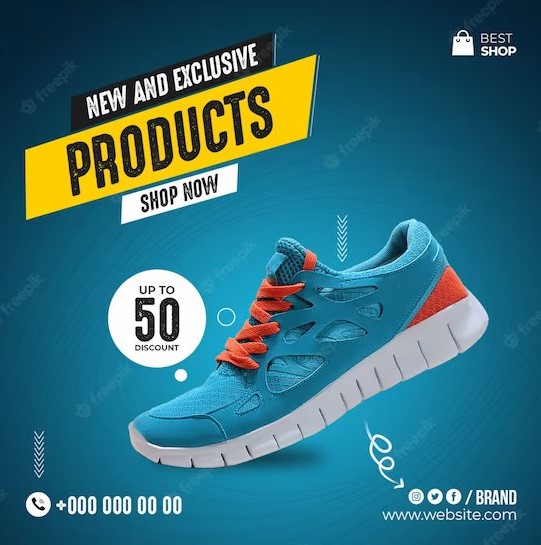 BEST
SHOP
NEW AND EXCLUSIVE
PRODUCTS
SHOP NOW
UP TO
50
DISCOUNT
+000 000 00 00
/ BRAND
www.website.com
freepik